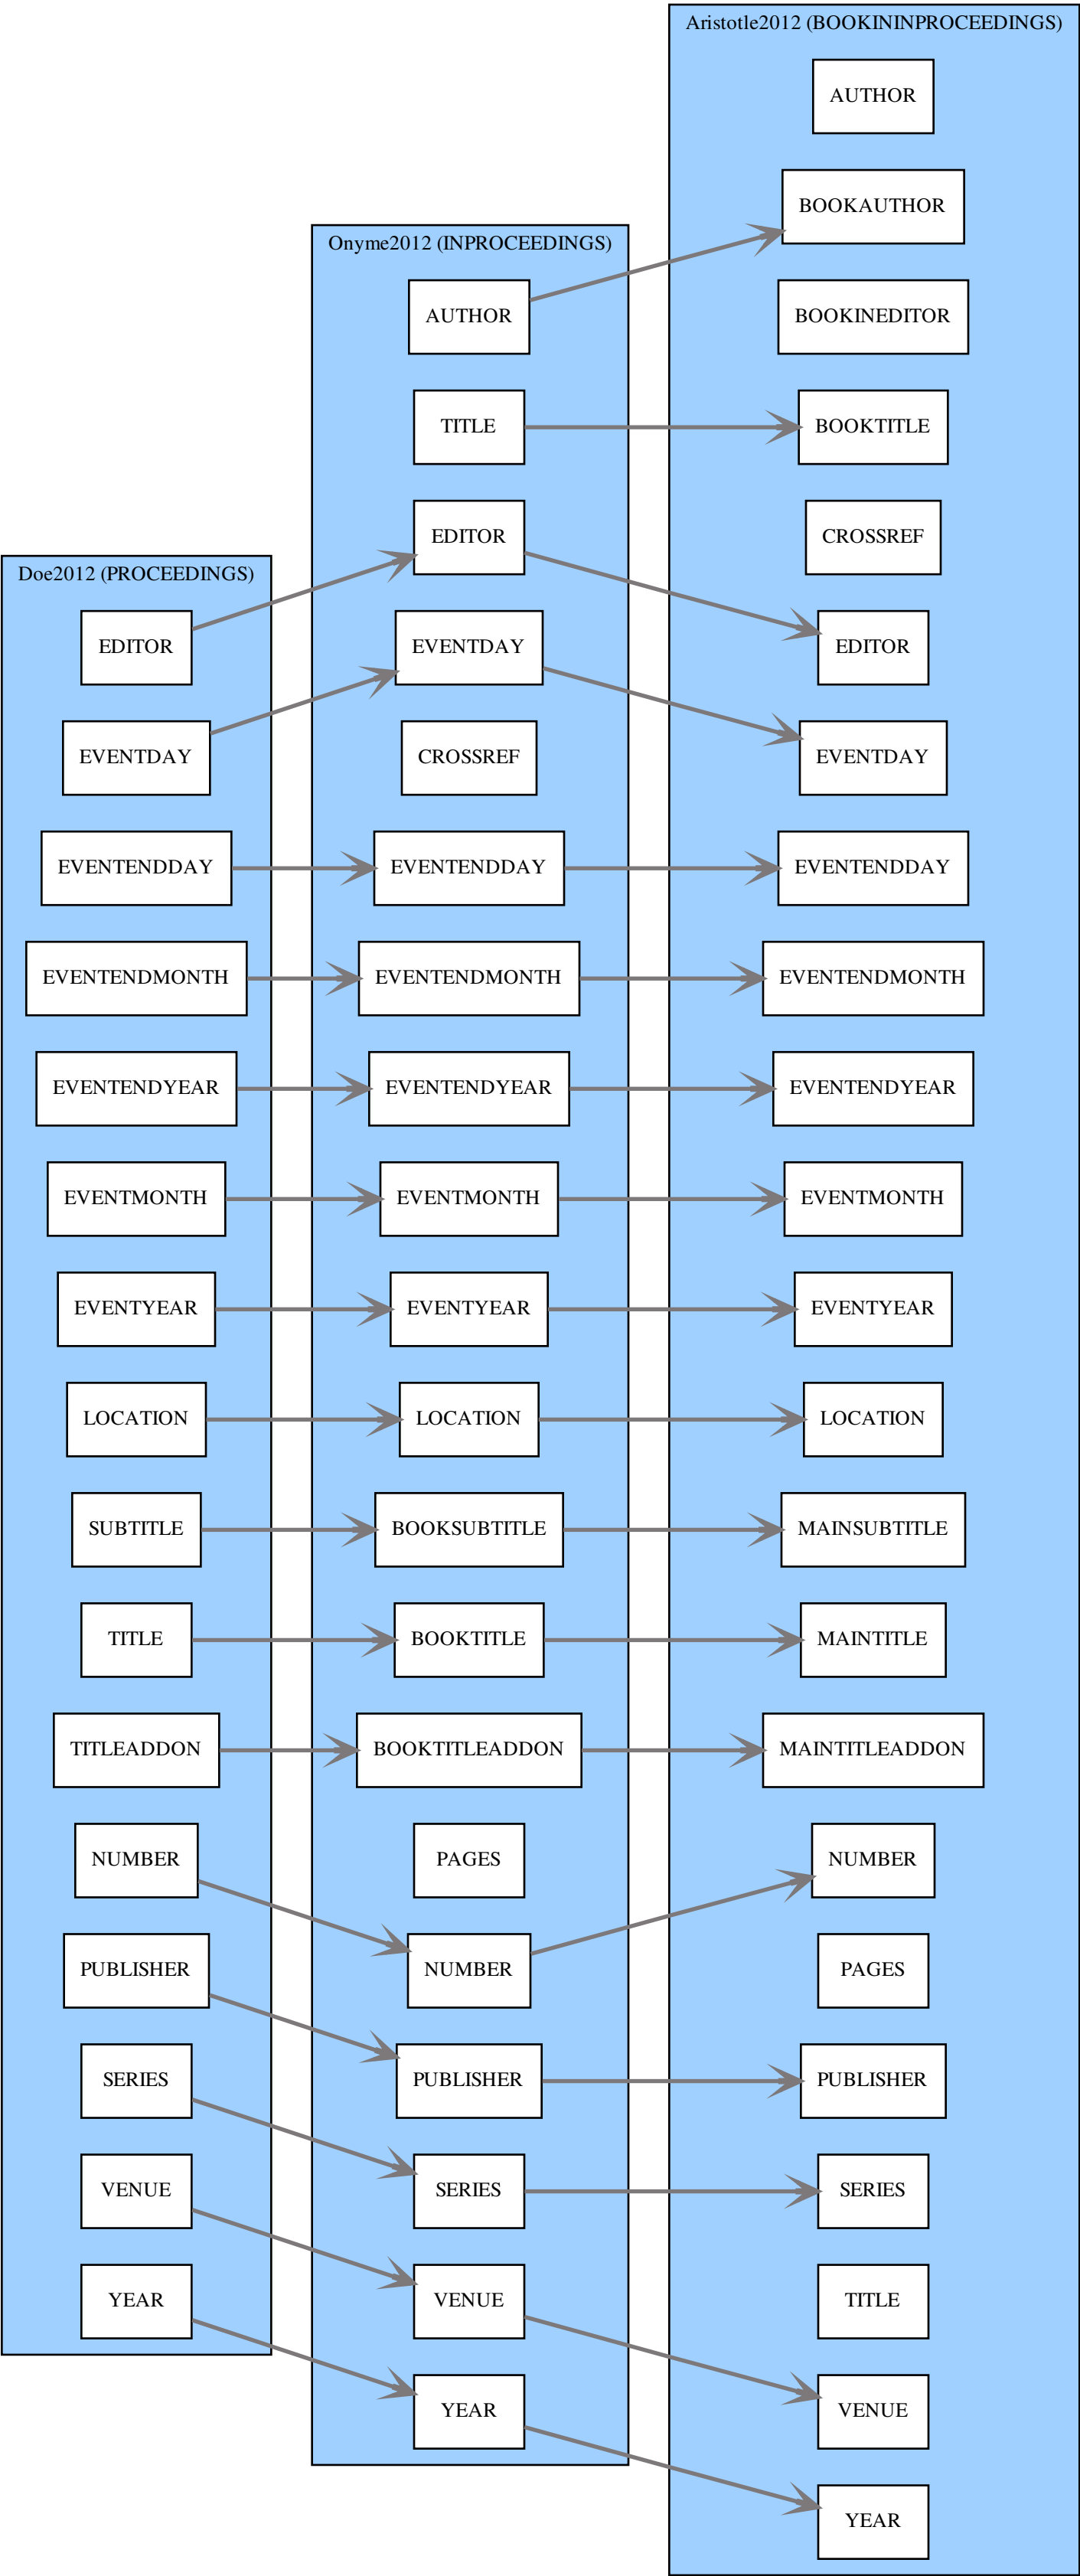 Doe2012 (PROCEEDINGS)
EDITOR
EVENTDAY
EVENTENDDAY
EVENTENDMONTH
EVENTENDYEAR
EVENTMONTH
EVENTYEAR
LOCATION
SUBTITLE
TITLE
TITLEADDON
NUMBER
PUBLISHER
SERIES
VENUE
YEAR
Onyme2012 (INPROCEEDINGS)
AUTHOR
TITLE
EDITOR
EVENTDAY
CROSSREF
EVENTENDDAY
EVENTENDMONTH
EVENTENDYEAR
EVENTMONTH
EVENTYEAR
LOCATION
BOOKSUBTITLE
BOOKTITLE
BOOKTITLEADDON
PAGES
NUMBER
PUBLISHER
SERIES
VENUE
YEAR
Aristotle2012 (BOOKININPROCEEDINGS)
AUTHOR
BOOKAUTHOR
BOOKINEDITOR
BOOKTITLE
CROSSREF
EDITOR
EVENTDAY
EVENTENDDAY
EVENTENDMONTH
EVENTENDYEAR
EVENTMONTH
EVENTYEAR
LOCATION
MAINSUBTITLE
MAINTITLE
MAINTITLEADDON
NUMBER
PAGES
PUBLISHER
SERIES
TITLE
VENUE
YEAR